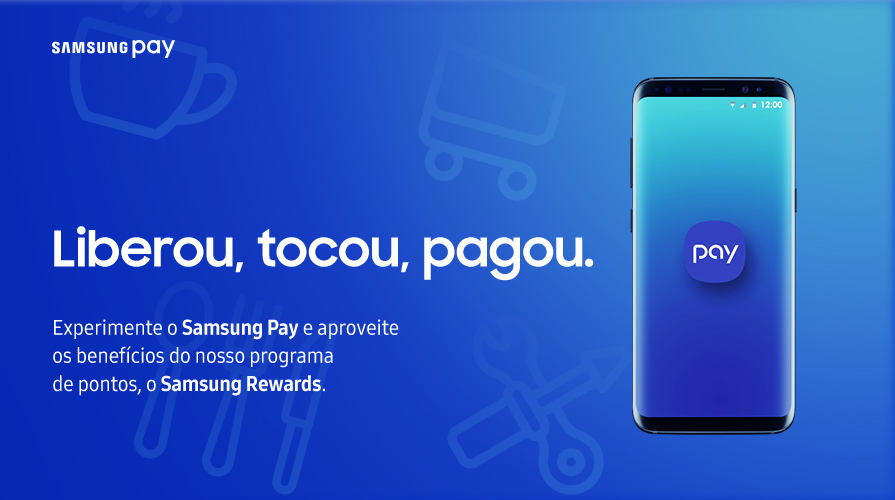 SAMSUNG pay
12:00
Liberou, tocou, pagou.
pay
Experimente o Samsung Pay e aproveite
os benefícios do nosso programa
de pontos, o Samsung Rewards.